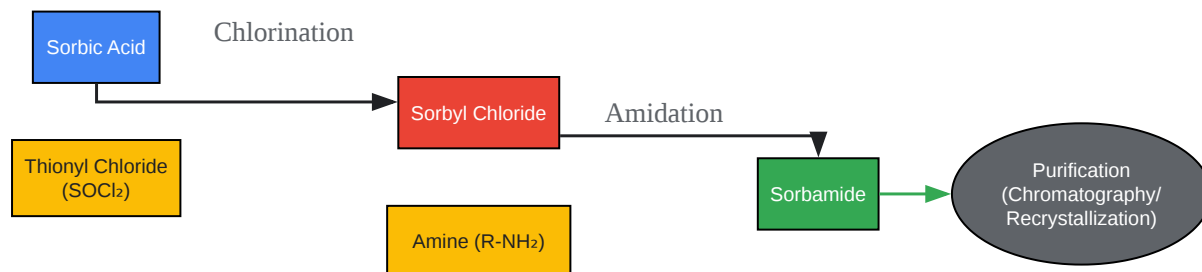 Sorbic Acid
Chlorination
Sorbyl Chloride
Amidation
Thionyl Chloride
(SOCl₂)
Sorbamide
Purification
(Chromatography/
Recrystallization)
Amine (R-NH₂)